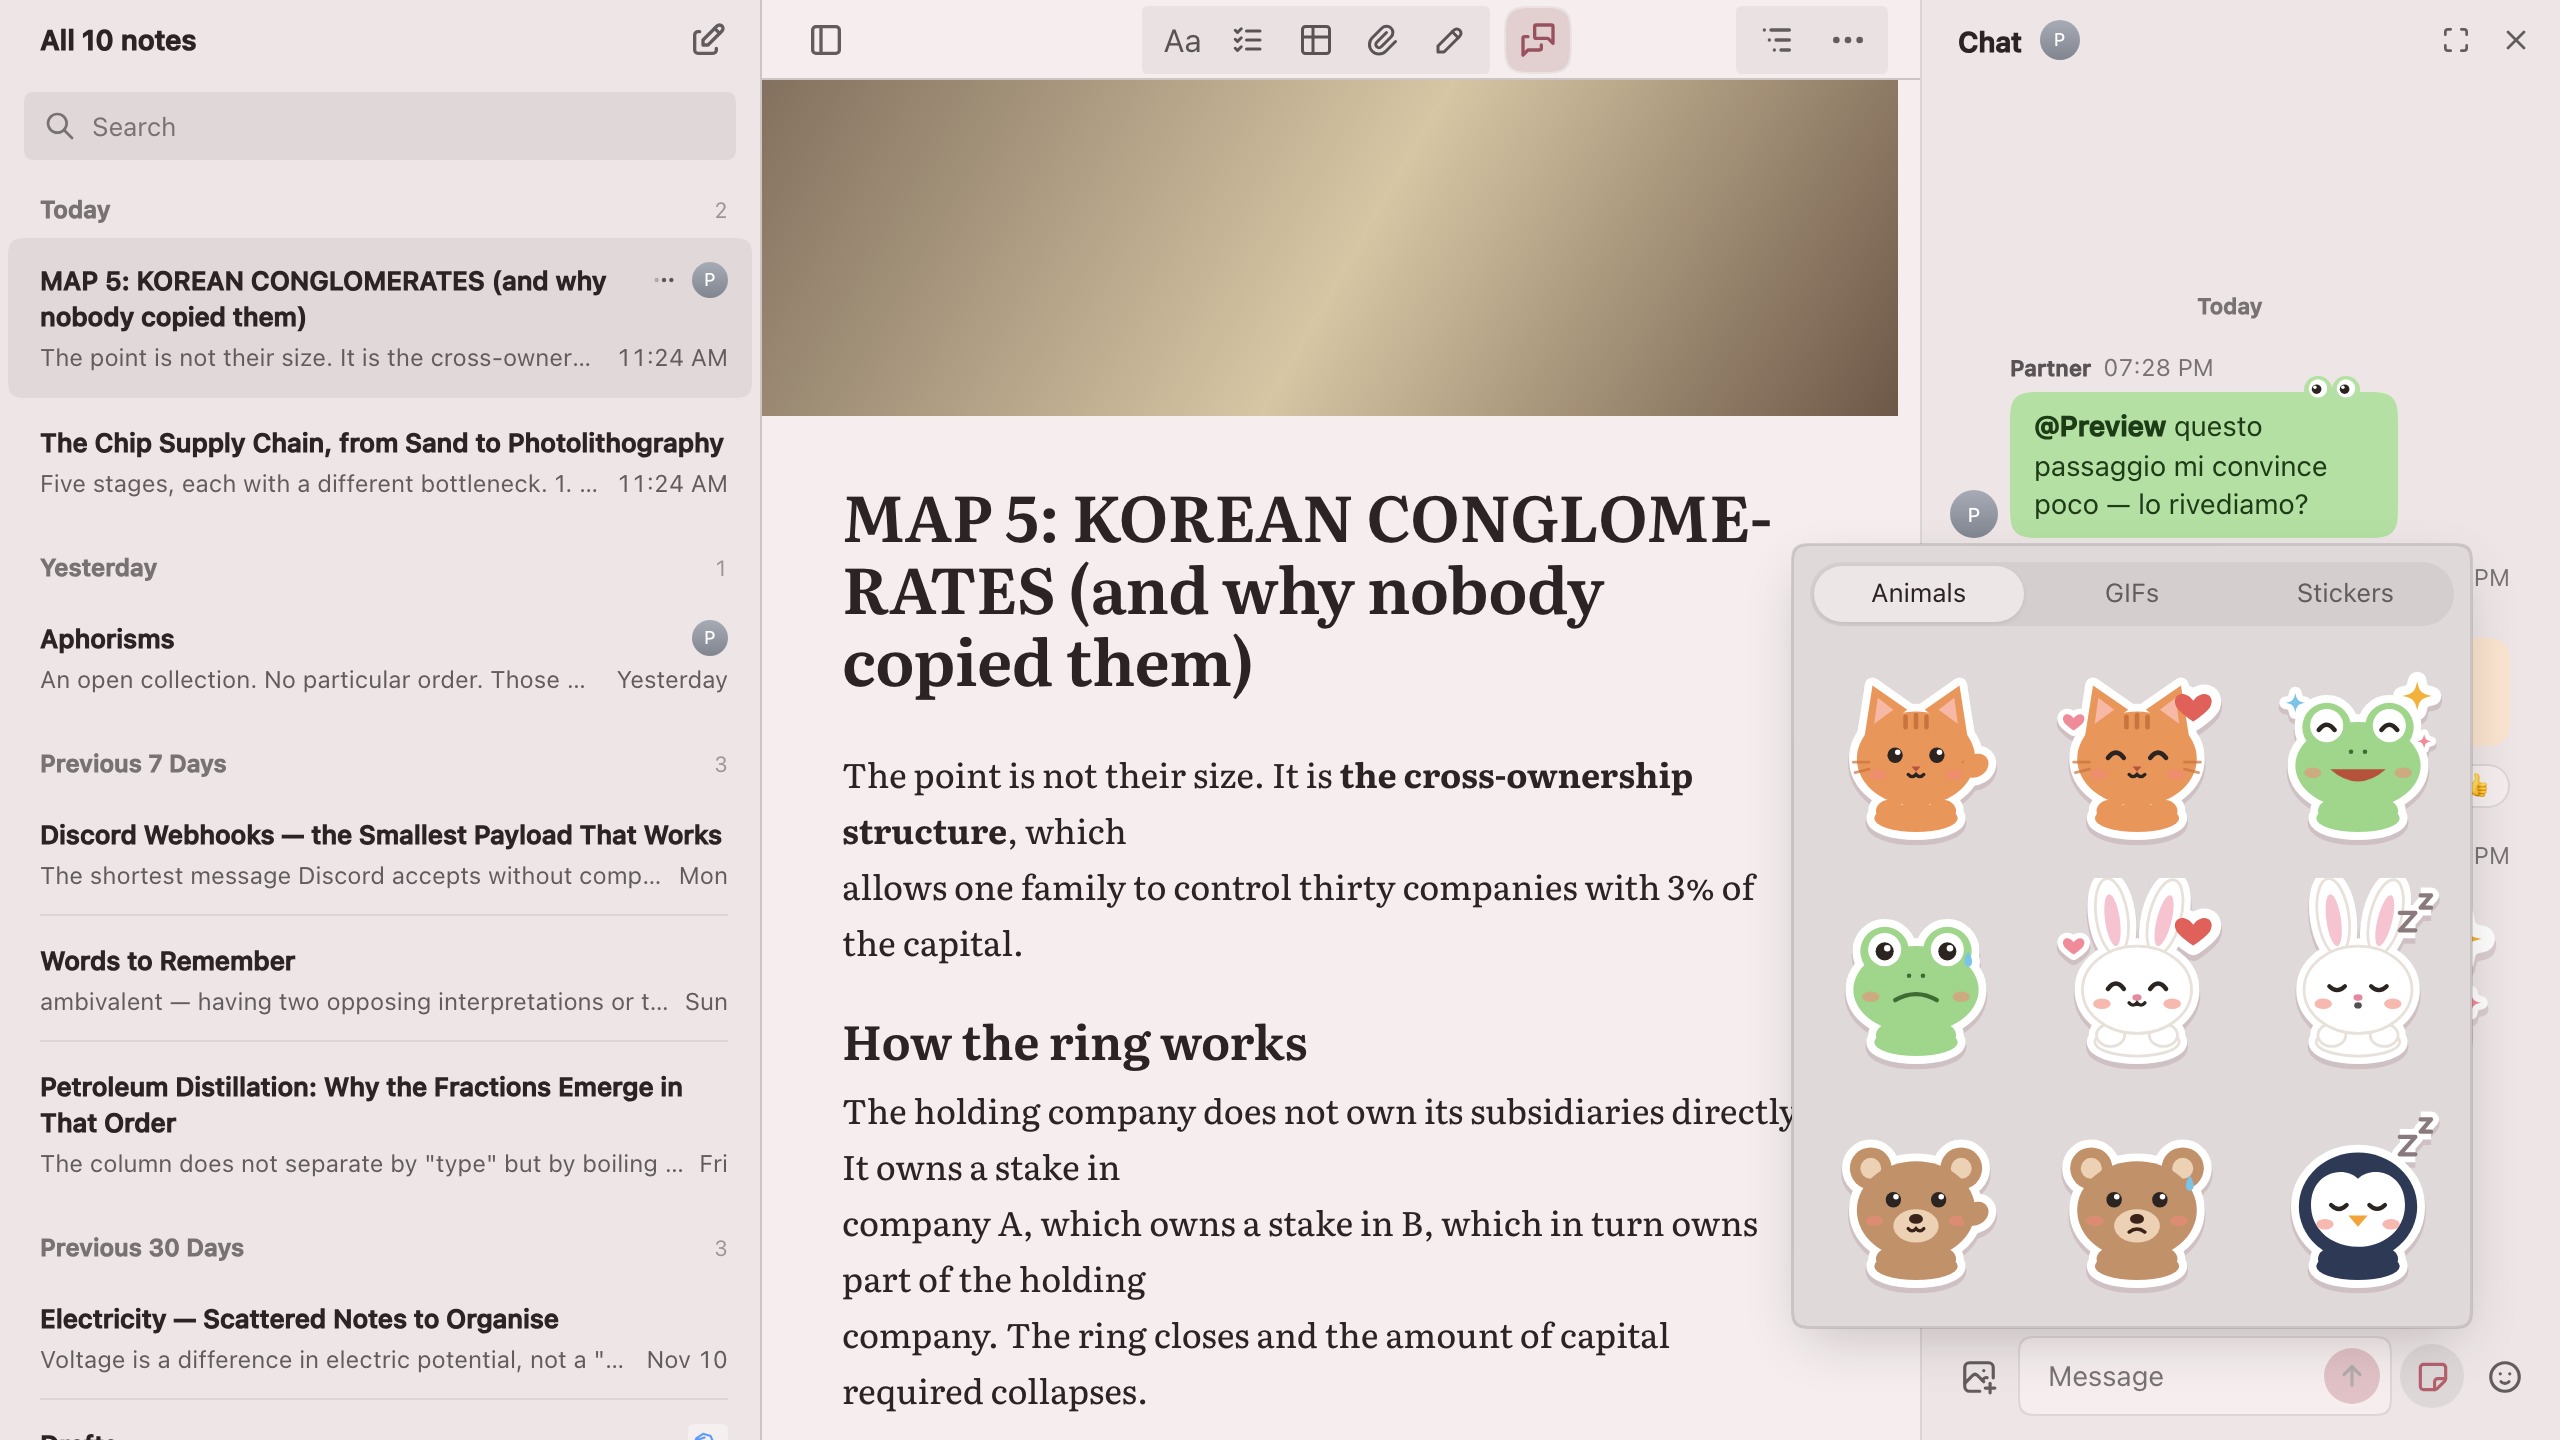 All 10 notes
Search
Today
2
MAP 5: KOREAN CONGLOMERATES (and why
nobody copied them)
P
The point is not their size. It is the cross-owner...
11:24 AM
The Chip Supply Chain, from Sand to Photolithography
Five stages, each with a different bottleneck. 1. ...
11:24 AM
Yesterday
1
Aphorisms
P
An open collection. No particular order. Those ...
Yesterday
Previous 7 Days
3
Discord Webhooks — the Smallest Payload That Works
The shortest message Discord accepts without comp...
Mon
Words to Remember
ambivalent — having two opposing interpretations or t...
Sun
Petroleum Distillation: Why the Fractions Emerge in
That Order
The column does not separate by "type" but by boiling ...
Fri
Previous 30 Days
3
Electricity — Scattered Notes to Organise
Voltage is a difference in electric potential, not a "...
Nov 10
Aa
MAP 5: KOREAN CONGLOME-
RATES (and why nobody
copied them)
The point is not their size. It is the cross-ownership
structure, which
allows one family to control thirty companies with 3% of
the capital.
How the ring works
The holding company does not own its subsidiaries directly
It owns a stake in
company A, which owns a stake in B, which in turn owns
part of the holding
company. The ring closes and the amount of capital
required collapses.
Chat
P
Today
Partner 07:28 PM
@Preview questo
passaggio mi convince
poco — lo rivediamo?
P
PM
Animals
GIFs
Stickers
PM
z z
z z
Message